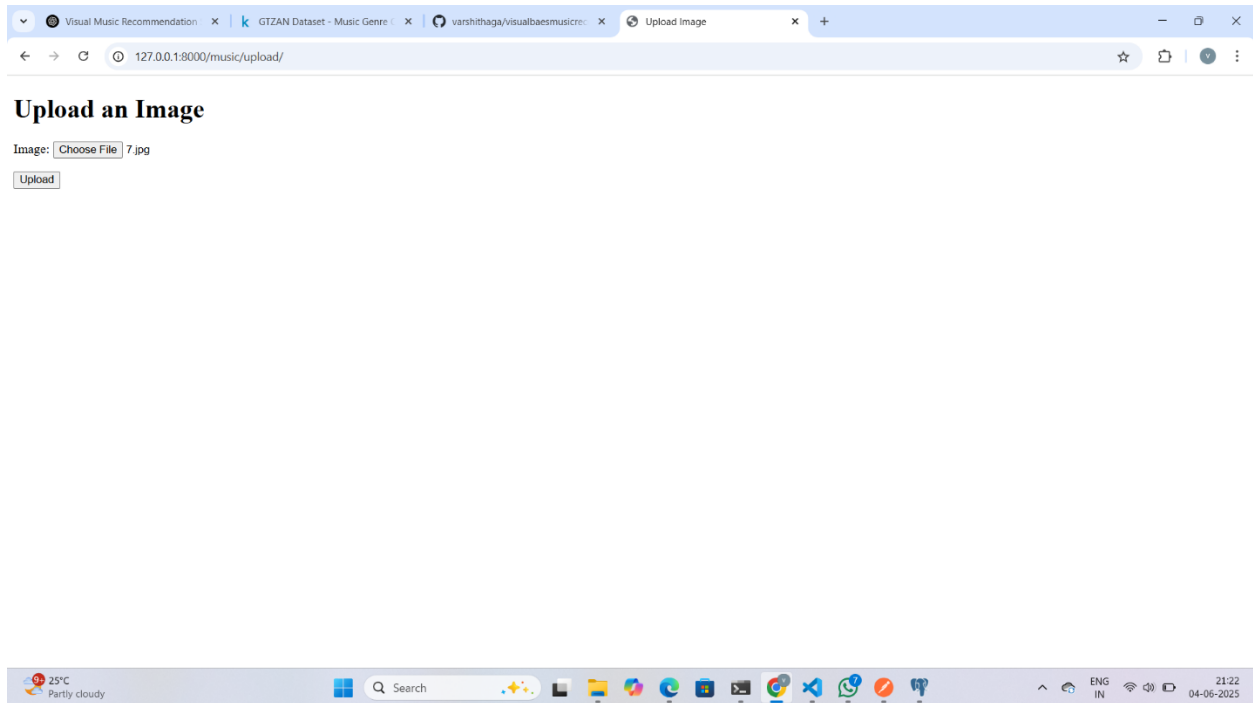 Visual Music Recommendation
k GTZAN Dataset - Music Genre C
varshithaga/visualbaesmusicrec
Upload Image
127.0.0.1:8000/music/upload/
V
Upload an Image
Image: Choose File 7.jpg
Upload
9+
25°C
Partly cloudy
Search
7
ENG
IN
21:22
04-06-2025